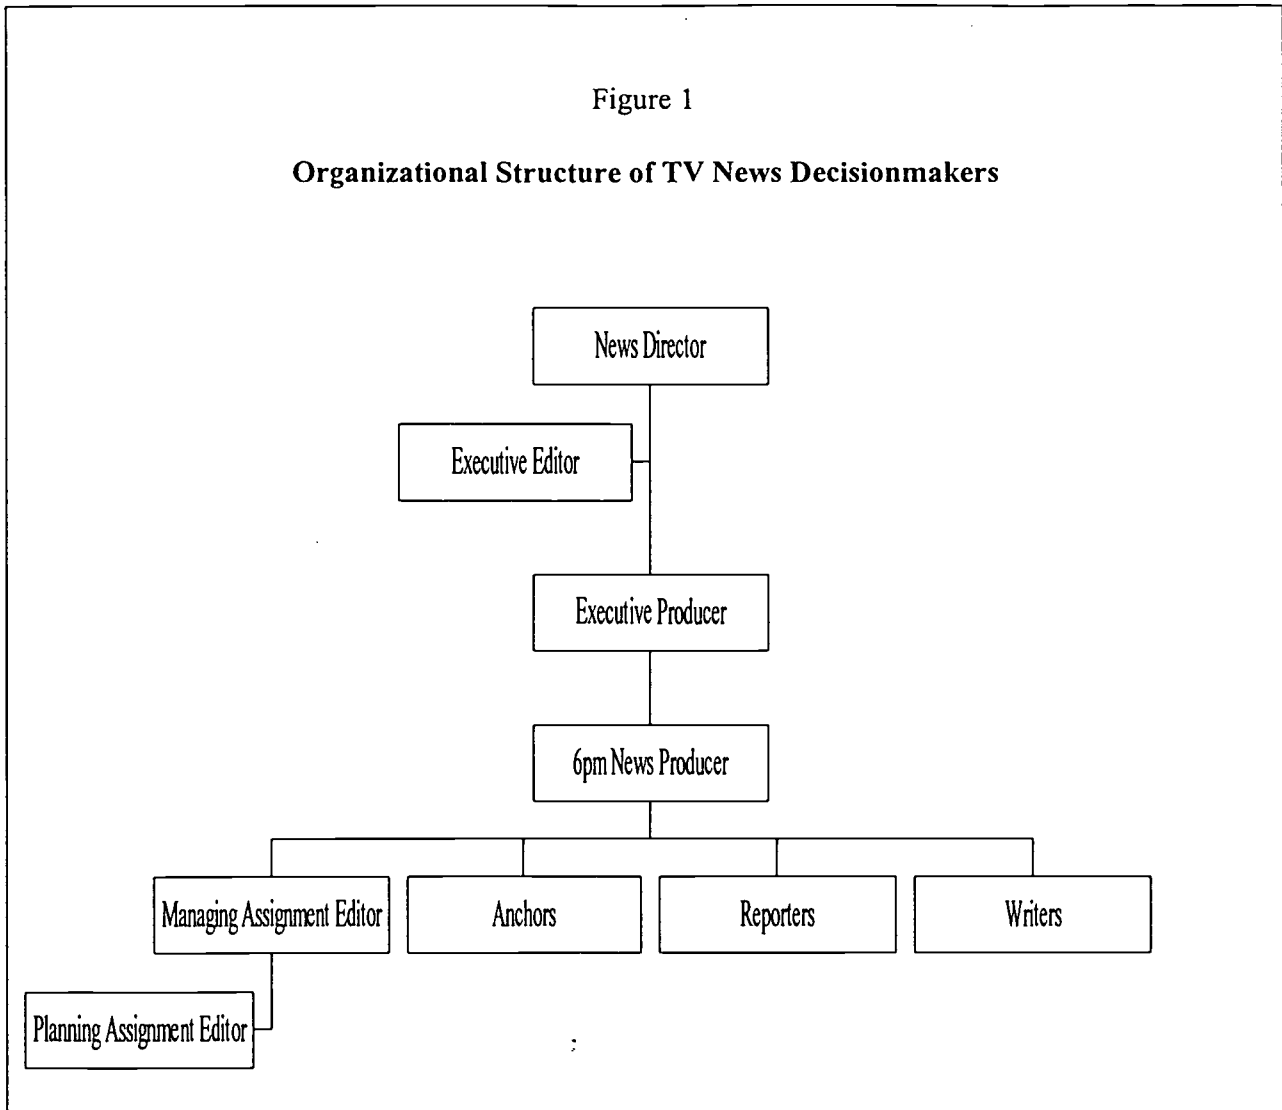 Figure 1
Organizational Structure of TV News Decisionmakers
News Director
Executive Editor
Executive Producer
6pm News Producer
Managing Assignment Editor
Anchors
Reporters
Writers
Planning Assignment Editor